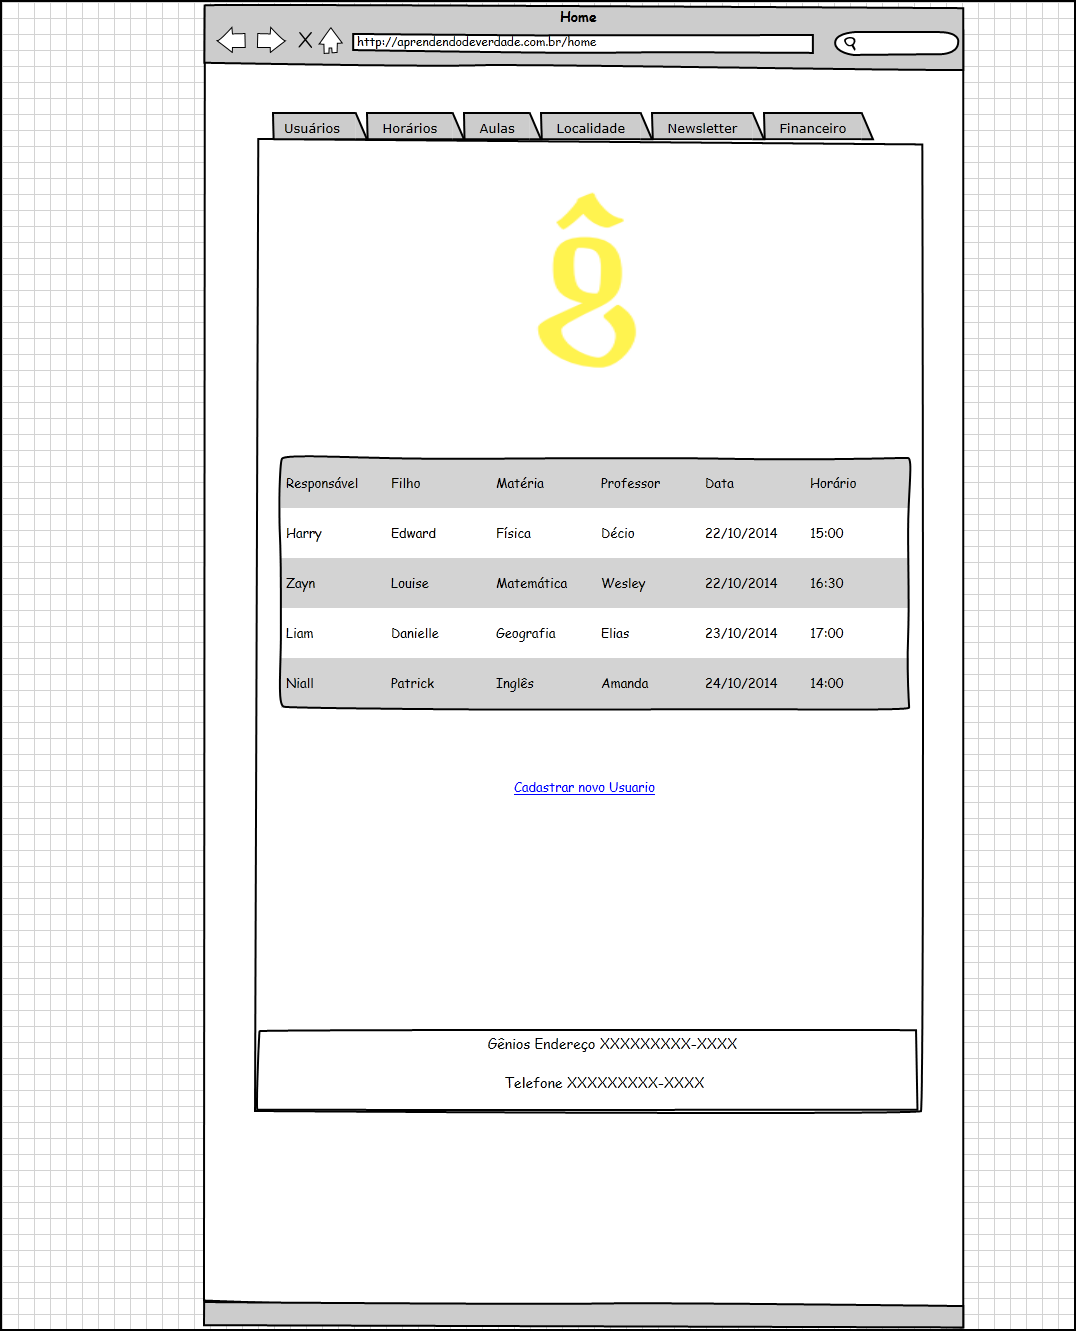 Home
http://aprendendodeverdade.com.br/home
Usuários Horários Aulas Localidade Newsletter Financeiro
ĝ
Responsável Filho Matéria Professor Data Horário
Harry Edward Física Décio 22/10/2014 15:00
Zayn Louise Matemática Wesley 22/10/2014 16:30
Liam Danielle Geografia Elias 23/10/2014 17:00
Niall Patrick Inglês Amanda 24/10/2014 14:00
Cadastrar novo Usuario
Gênios Endereço XXXXXXXXX-XXXX
Telefone XXXXXXXXX-XXXX